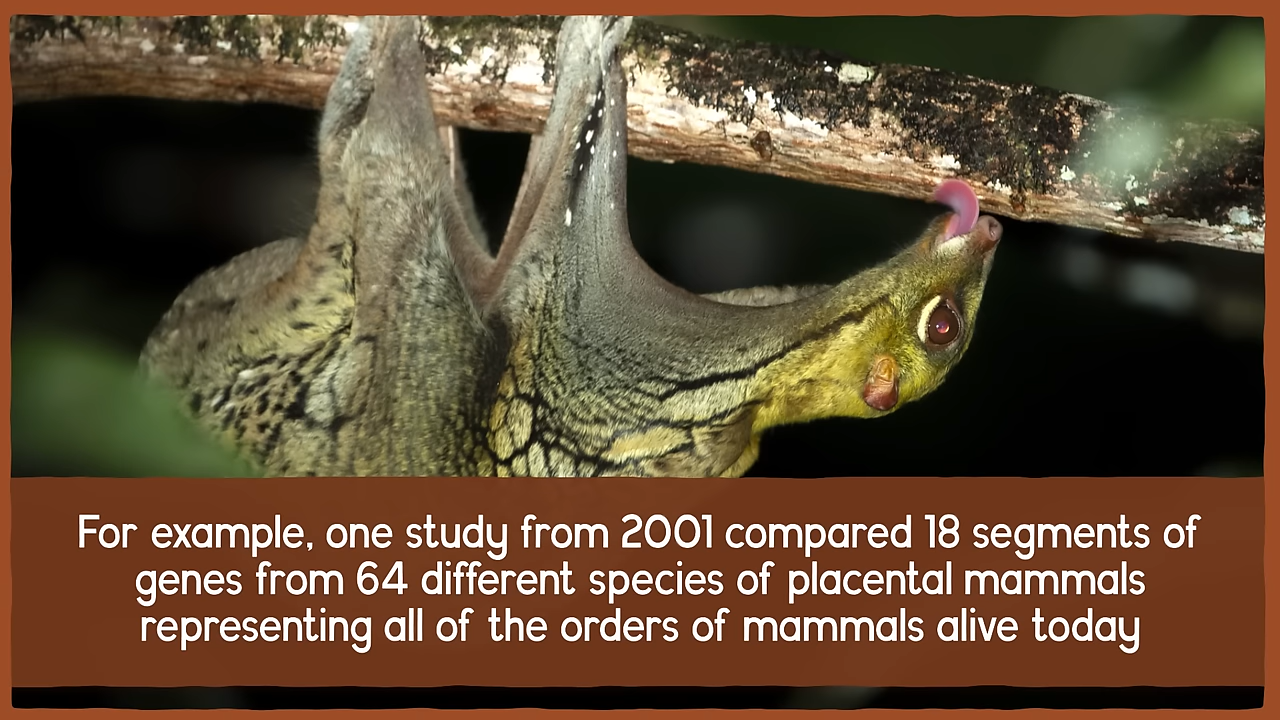 For example, one study from 2001 compared 18 segments of
genes from 64 different species of placental mammals
representing all of the orders of mammals alive today